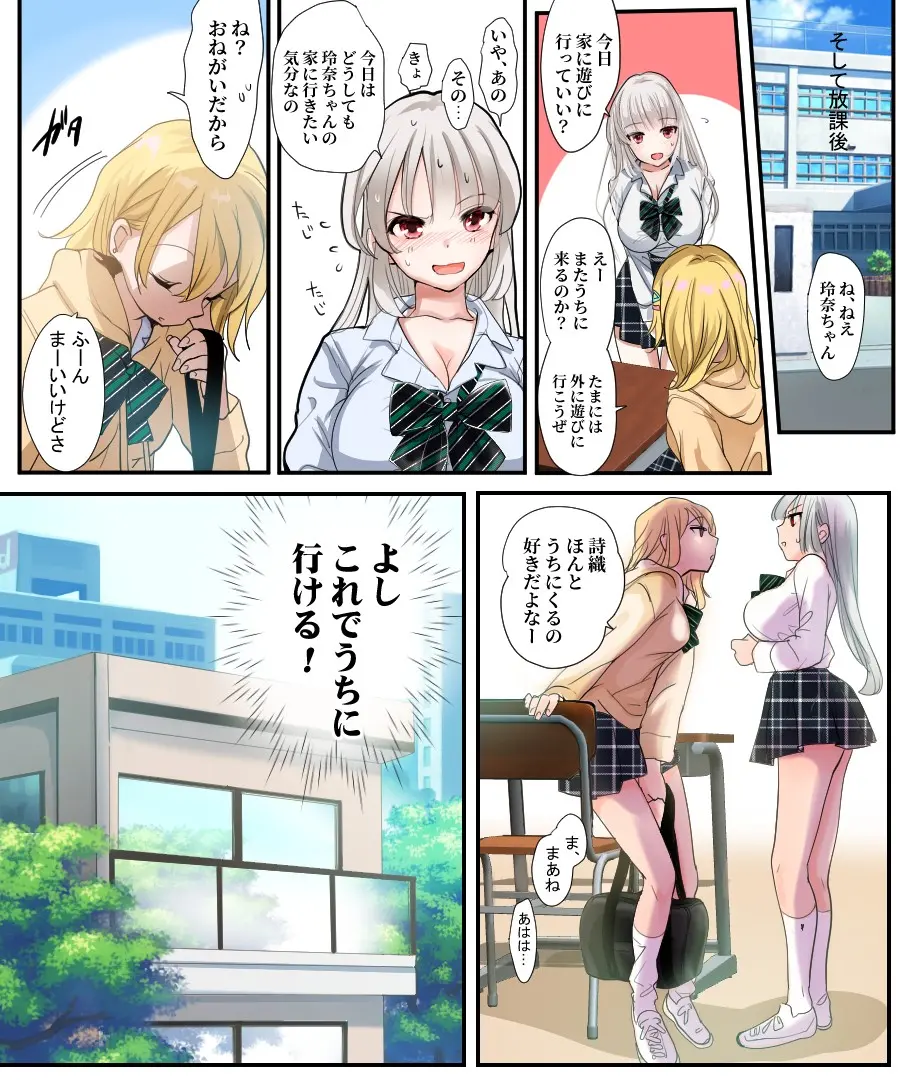 そして放課後
ね、ねえ
玲奈ちゃん
今日
家に遊びに
行っていい？
えー
またうちに
来るのか？
たまには
外に遊びに
行こうぜ
いや、あの
その…
きょ
今日は
どうしても
玲奈ちゃんの
家に行きたい
気分なの
たじ
たじ
ね？
おねがいだから
ガタ
ふーん
まーいいけどさ
詩織
ほんと
うちにくるの
好きだよなー
ま、
まあね
あはは…
よし
これでうちに
行ける！